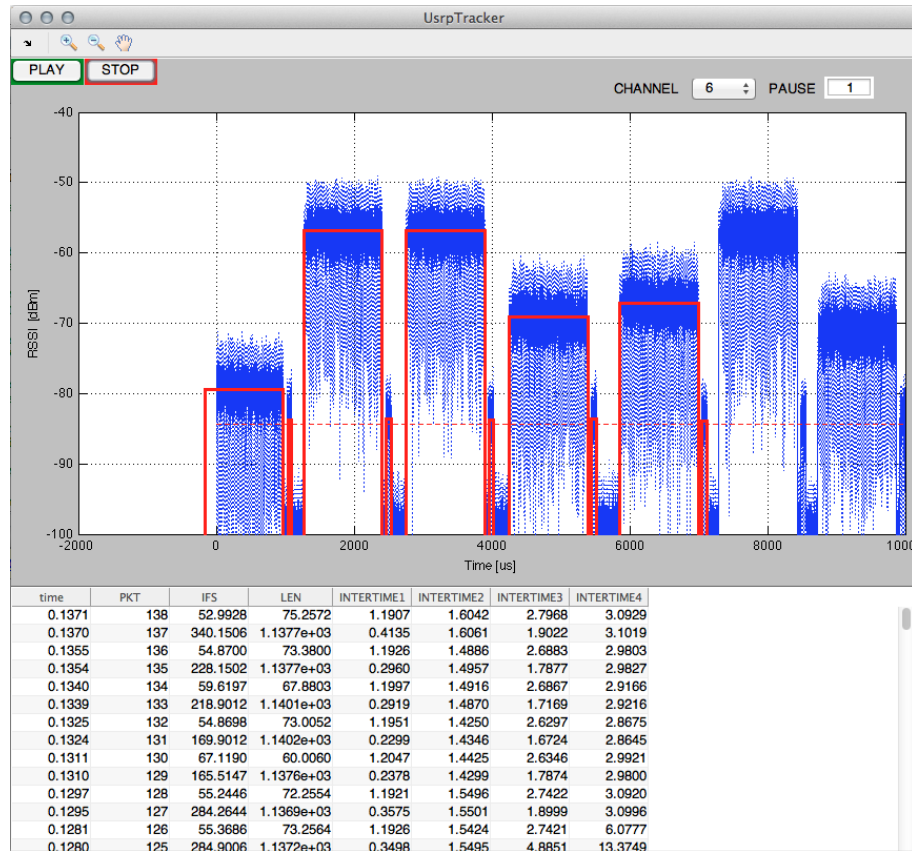 UsrpTracker
PLAY STOP
CHANNEL 6 PAUSE 1
-40
-50
-60
-70
-80
-90
-100
RSSI [dBm]
-2000 0 2000 4000 6000 8000 1000
Time [us]
time PKT IFS LEN INTERTIME1 INTERTIME2 INTERTIME3 INTERTIME4
0.1371 138 52.9928 75.2572 1.1907 1.6042 2.7968 3.0929
0.1370 137 340.1506 1.1377e+03 0.4135 1.6061 1.9022 3.1019
0.1355 136 54.8700 73.3800 1.1926 1.4886 2.6883 2.9803
0.1354 135 228.1502 1.1377e+03 0.2960 1.4957 1.7877 2.9827
0.1340 134 59.6197 67.8803 1.1997 1.4916 2.6867 2.9166
0.1339 133 218.9012 1.1401e+03 0.2919 1.4870 1.7169 2.9216
0.1325 132 54.8698 73.0052 1.1951 1.4250 2.6297 2.8675
0.1324 131 169.9012 1.1402e+03 0.2299 1.4346 1.6724 2.8645
0.1311 130 67.1190 60.0060 1.2047 1.4425 2.6346 2.9921
0.1310 129 165.5147 1.1376e+03 0.2378 1.4299 1.7874 2.9800
0.1297 128 55.2446 72.2554 1.1921 1.5496 2.7422 3.0920
0.1295 127 284.2644 1.1369e+03 0.3575 1.5501 1.8999 3.0996
0.1281 126 55.3686 73.2564 1.1926 1.5424 2.7421 6.0777
0.1280 125 284.9006 1.1372e+03 0.3498 1.5495 4.8851 13.3749